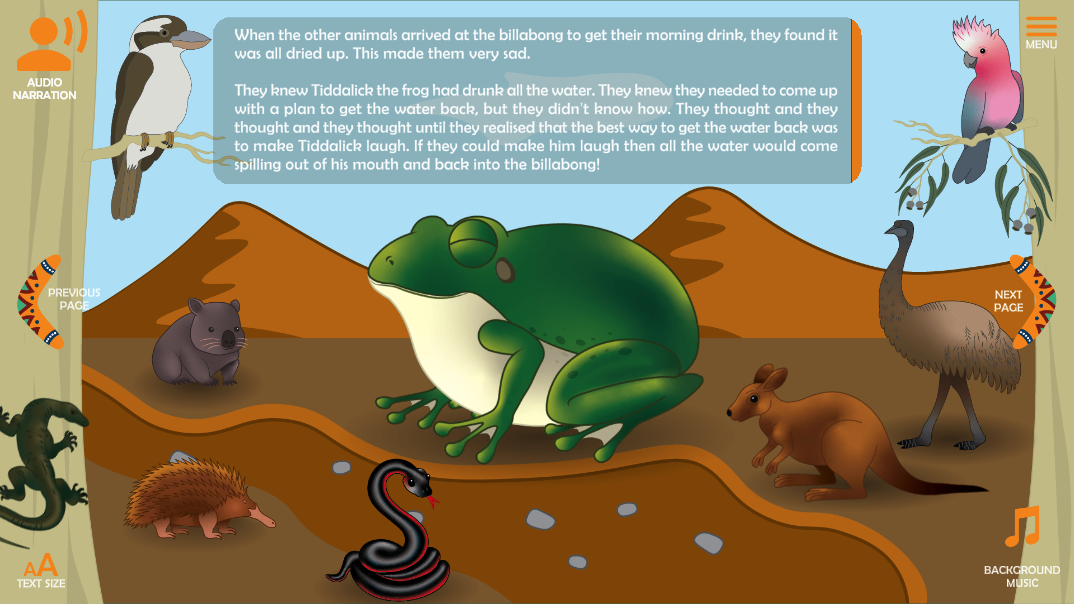 AUDIO
NARRATION
When the other animals arrived at the billabong to get their morning drink, they found it
was all dried up. This made them very sad.
They knew Tiddalick the frog had drunk all the water. They knew they needed to come up
with a plan to get the water back, but they didn't know how. They thought and they
thought and they thought until they realised that the best way to get the water back was
to make Tiddalick laugh. If they could make him laugh then all the water would come
spilling out of his mouth and back into the billabong!
MENU
PREVIOUS
PAGE
NEXT
PAGE
AA
TEXT SIZE
BACKGROUND
MUSIC